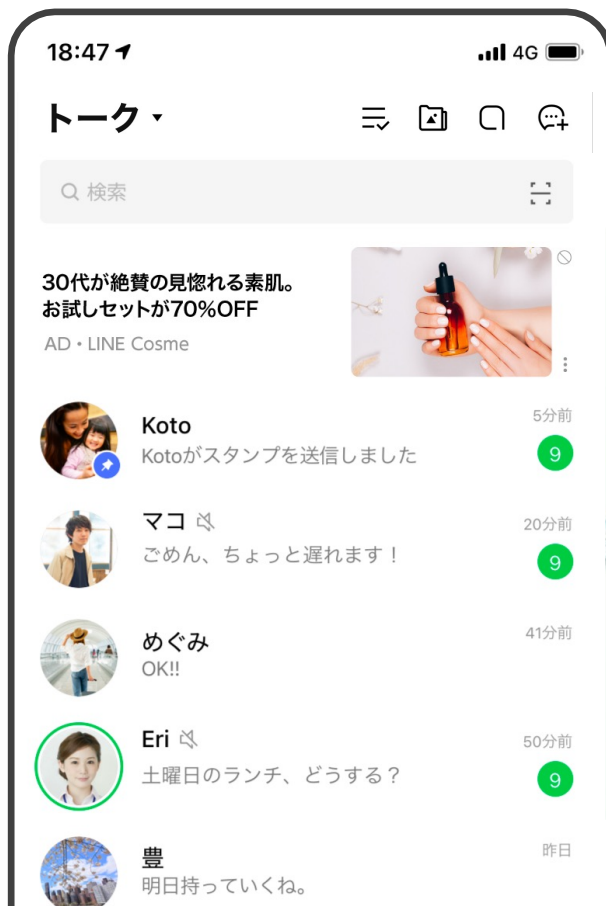 18:47
4G
トーク
検索
30代が絶賛の見惚れる素肌。
お試しセットが70%OFF
AD・LINE Cosme
Koto
5分前
Kotoがスタンプを送信しました
9
マコ
20分前
ごめん、ちょっと遅れます！
9
めぐみ
41分前
OK!!
Eri
50分前
土曜日のランチ、どうする？
9
豊
昨日
明日持っていくね。